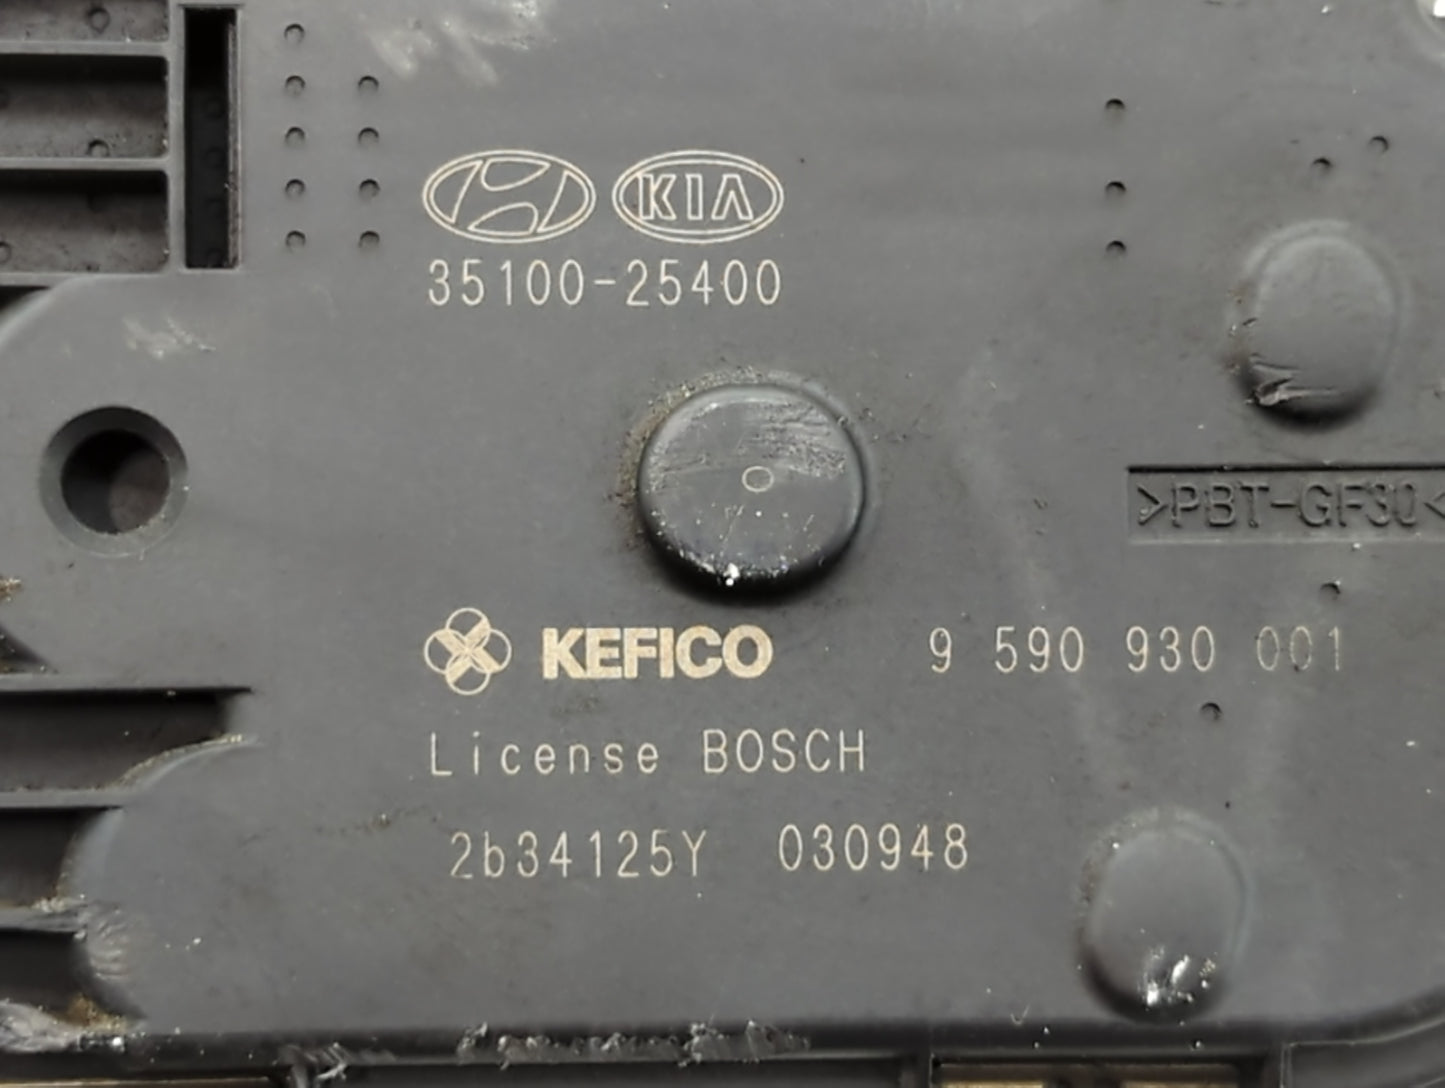 KIA
35100-25400
>PBT-GF30<
KEFICO 9 590 930 001
License BOSCH
2b34125Y 030948